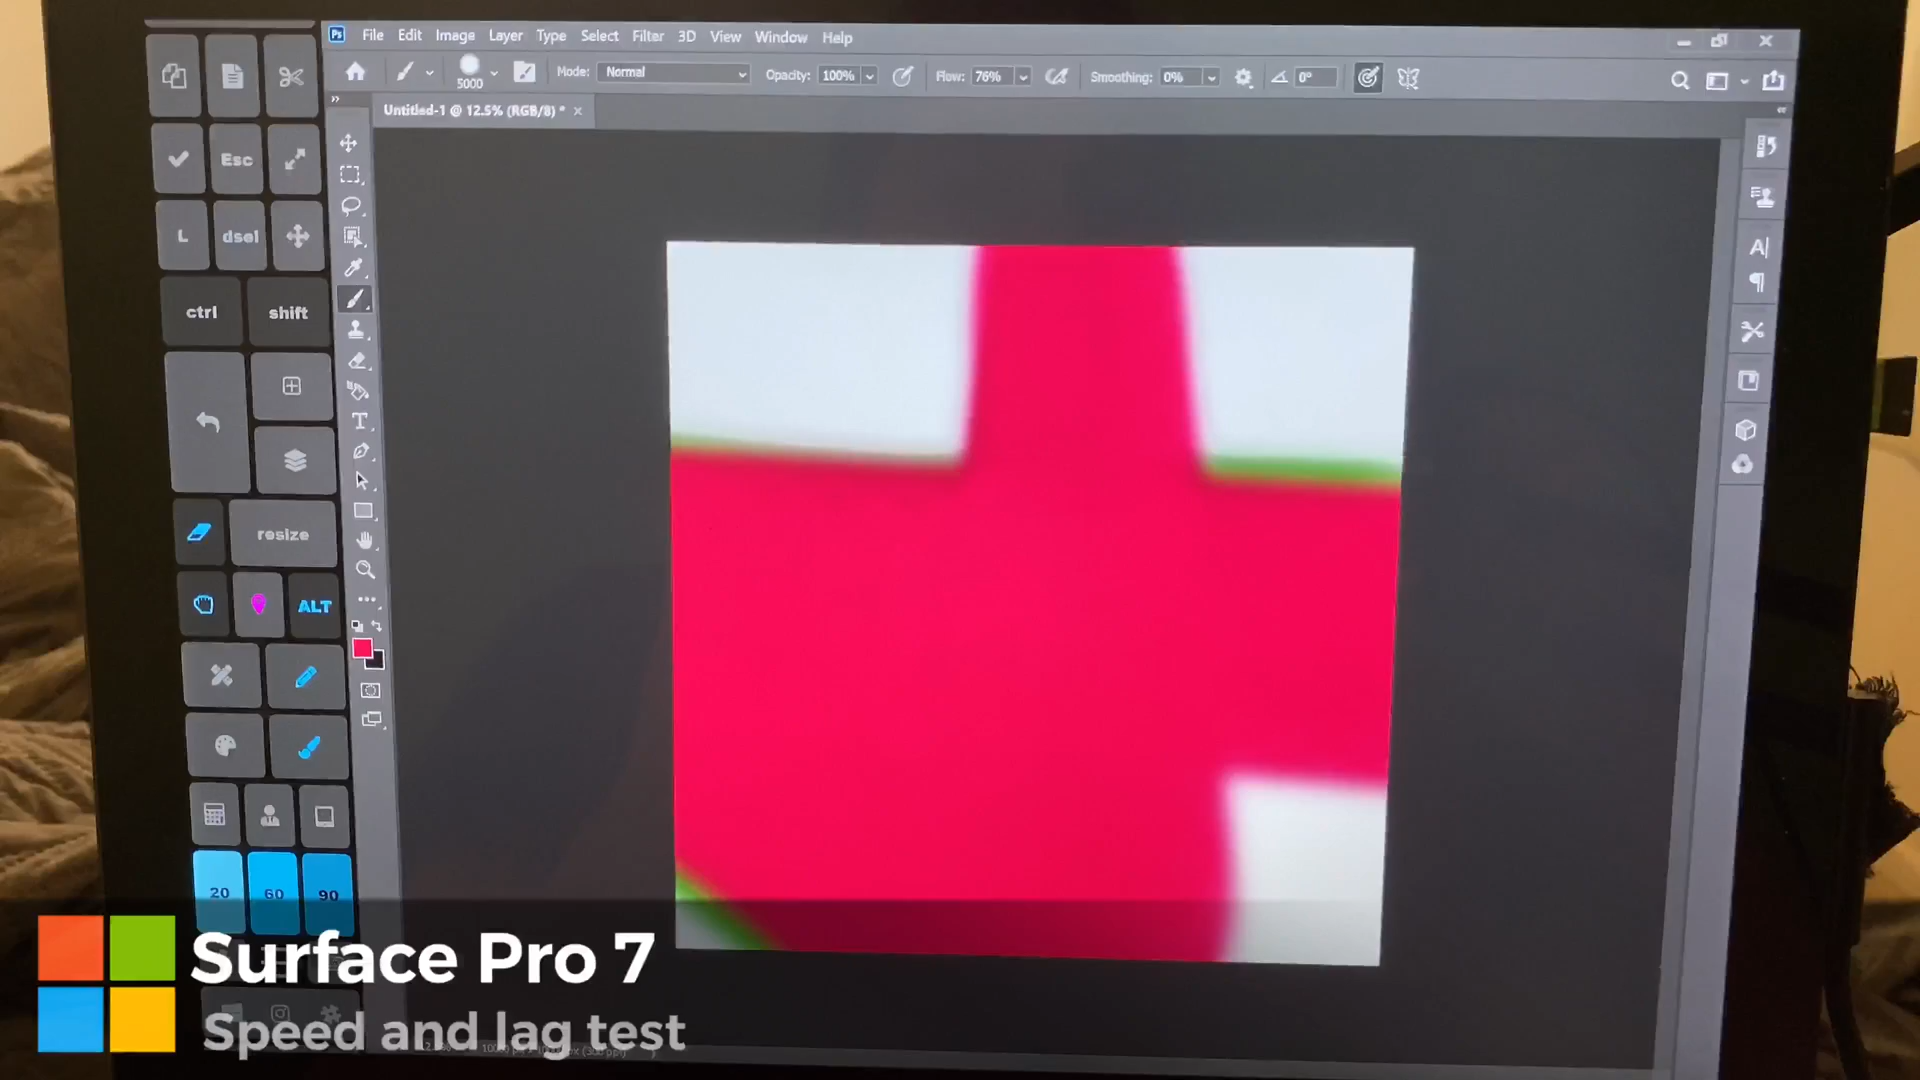 Ps File Edit Image Layer Type Select Filter 3D View Window Help
5000 Mode: Normal Opacity: 100% Flow: 76% Smoothing: 0% 0°
Untitled-1 @ 12.5% (RGB/8) * ×
Esc
L dsel
ctrl shift
resize
ALT
20 60 90
Surface Pro 7
Speed and lag test